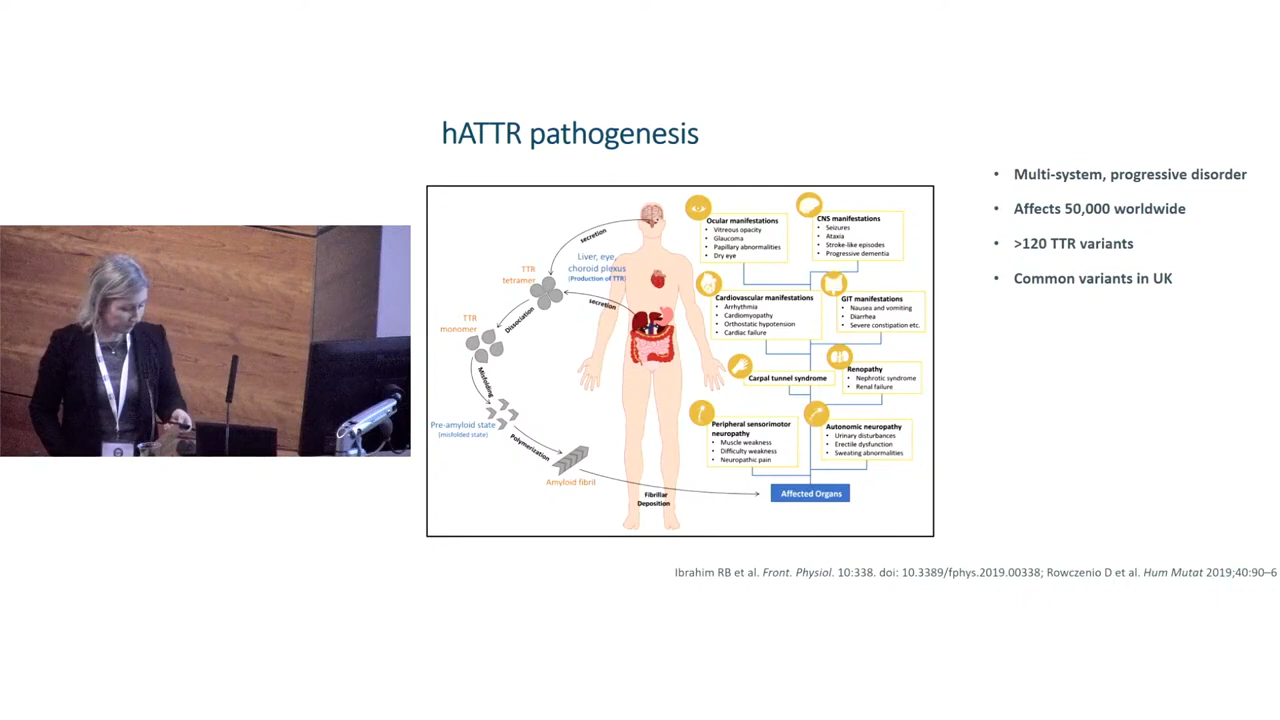 hATTR pathogenesis
• Multi-system, progressive disorder
• Affects 50,000 worldwide
• >120 TTR variants
• Common variants in UK
secretion
Liver, eye,
choroid plexus
(Production of TTR)
TTR
tetramer
secretion
Dissociation
TTR
monomer
Misfolding
Pre-amyloid state
(misfolded state)
Polymerization
Amyloid fibril
Fibrillar
Deposition
Ocular manifestations
• Vitreous opacity
• Glaucoma
• Papillary abnormalities
• Dry eye
CNS manifestations
• Seizures
• Ataxia
• Stroke-like episodes
• Progressive dementia
Cardiovascular manifestations
• Arrhythmia
• Cardiomyopathy
• Orthostatic hypotension
• Cardiac failure
GIT manifestations
• Nausea and vomiting
• Diarrhea
• Severe constipation etc.
Carpal tunnel syndrome
Renopathy
• Nephrotic syndrome
• Renal failure
Peripheral sensorimotor
neuropathy
• Muscle weakness
• Difficulty weakness
• Neuropathic pain
Autonomic neuropathy
• Urinary disturbances
• Erectile dysfunction
• Sweating abnormalities
Affected Organs
Ibrahim RB et al. Front. Physiol. 10:338. doi: 10.3389/fphys.2019.00338; Rowczenio D et al. Hum Mutat 2019;40:90–6